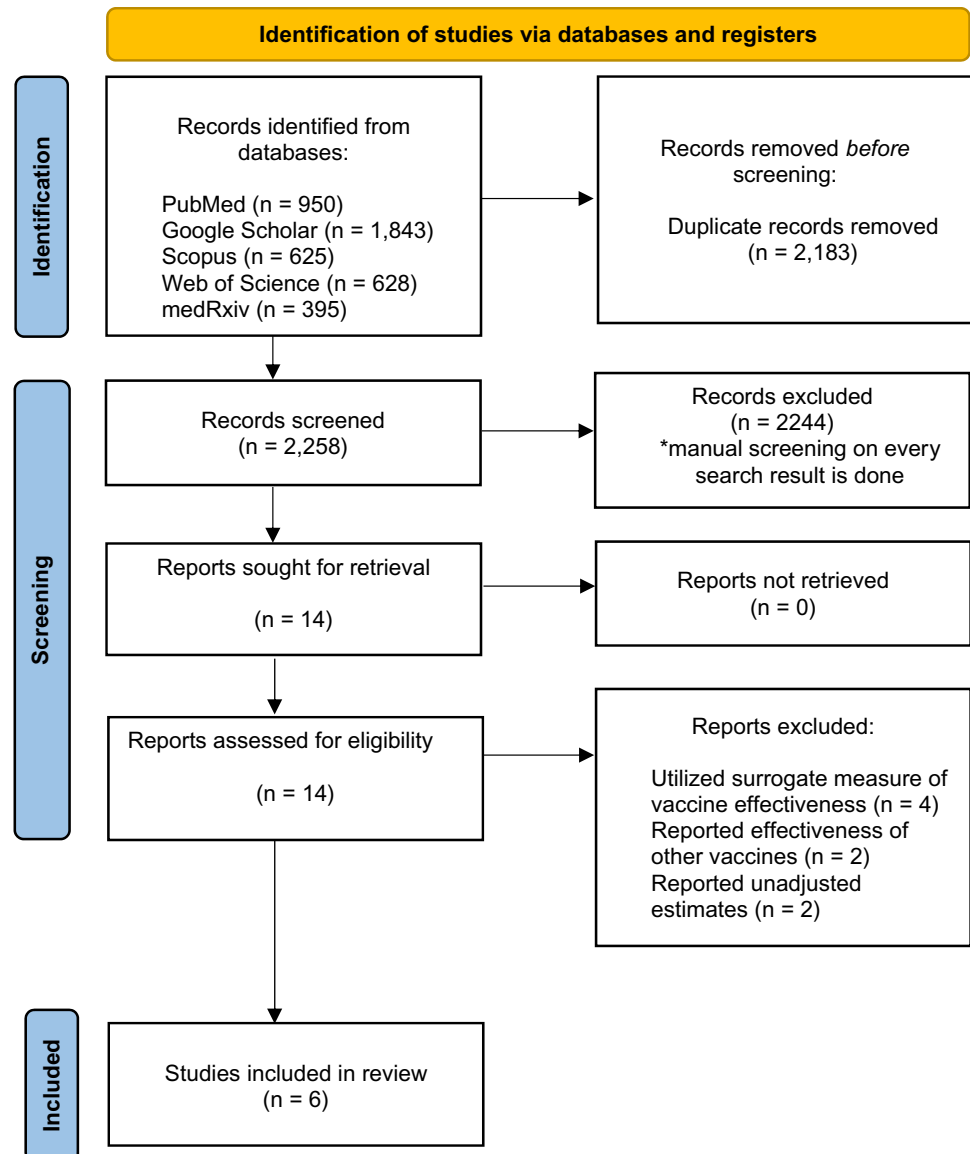 Identification of studies via databases and registers
Identification
Records identified from
databases:
PubMed (n = 950)
Google Scholar (n = 1,843)
Scopus (n = 625)
Web of Science (n = 628)
medRxiv (n = 395)
Records removed before
screening:
Duplicate records removed
(n = 2,183)
Screening
Records screened
(n = 2,258)
Records excluded
(n = 2244)
*manual screening on every
search result is done
Reports sought for retrieval
(n = 14)
Reports not retrieved
(n = 0)
Reports assessed for eligibility
(n = 14)
Reports excluded:
Utilized surrogate measure of
vaccine effectiveness (n = 4)
Reported effectiveness of
other vaccines (n = 2)
Reported unadjusted
estimates (n = 2)
Included
Studies included in review
(n = 6)